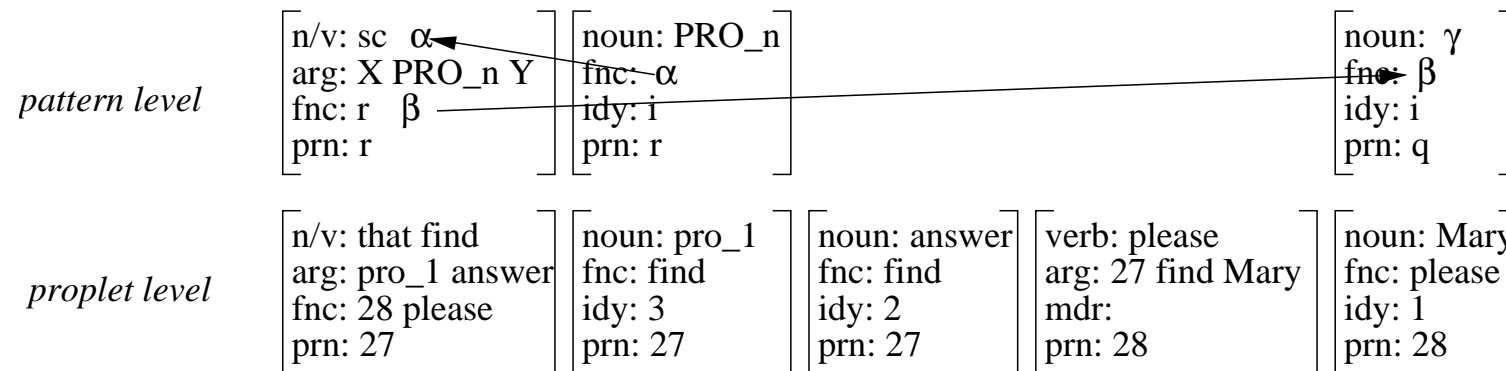 n/v: sc α noun: PRO_n noun: γ
arg: X PRO_n Y fnc: α fnc: β
pattern level
fnc: r β idy: i idy: i
prn: r prn: r prn: q
n/v: that find noun: pro_1 noun: answer verb: please noun: Mary
arg: pro_1 answer fnc: find fnc: find arg: 27 find Mary fnc: please
proplet level
fnc: 28 please idy: 3 idy: 2 mdr: idy: 1
prn: 27 prn: 27 prn: 27 prn: 28 prn: 28